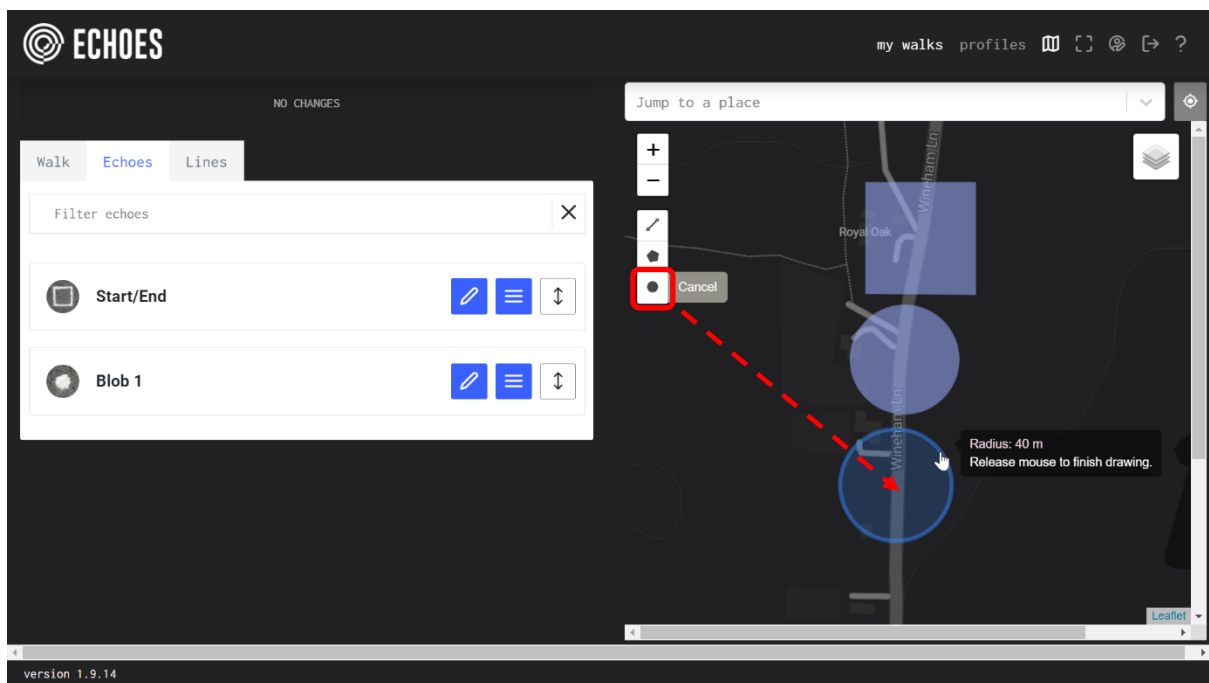 ECHOES
my walks profiles
?
NO CHANGES
Jump to a place
Walk Echoes Lines
Filter echoes
Start/End
Blob 1
+
−
Cancel
Wineham Ln
Royal Oak
Wineham Ln
Radius: 40 m
Release mouse to finish drawing.
Leaflet
version 1.9.14